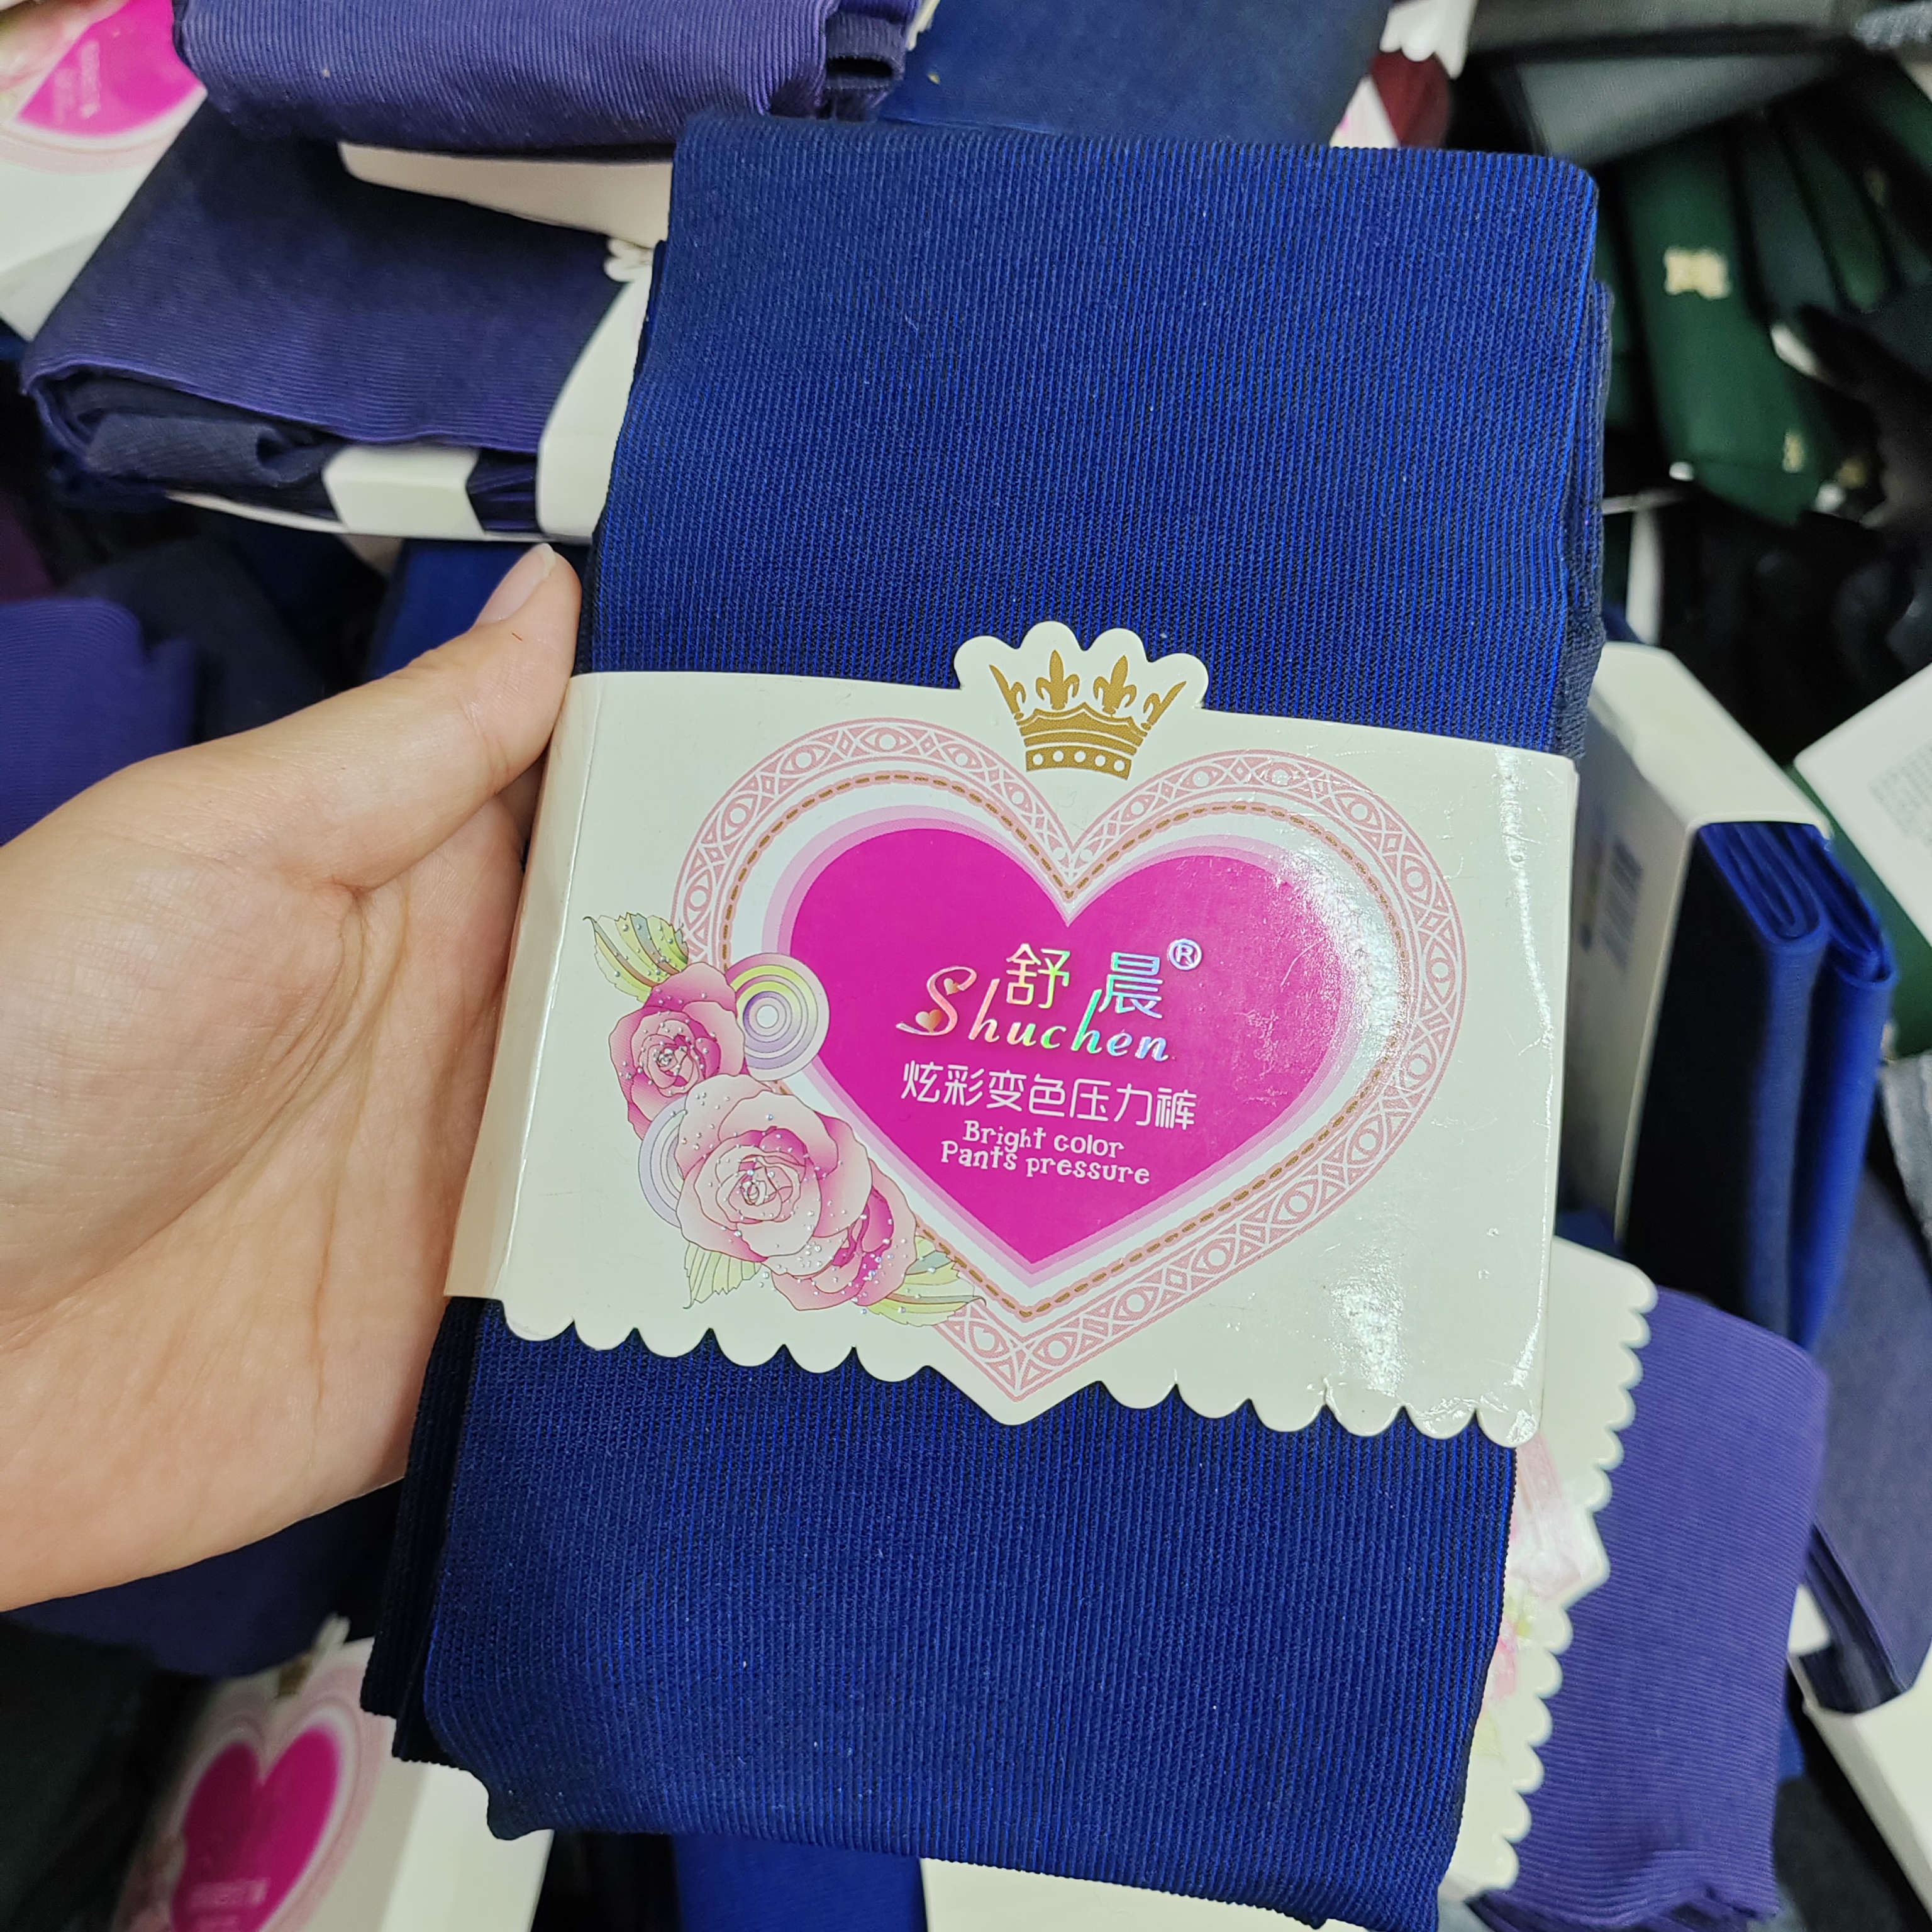 舒晨®
Shuchen
炫彩变色压力裤
Bright color
Pants pressure